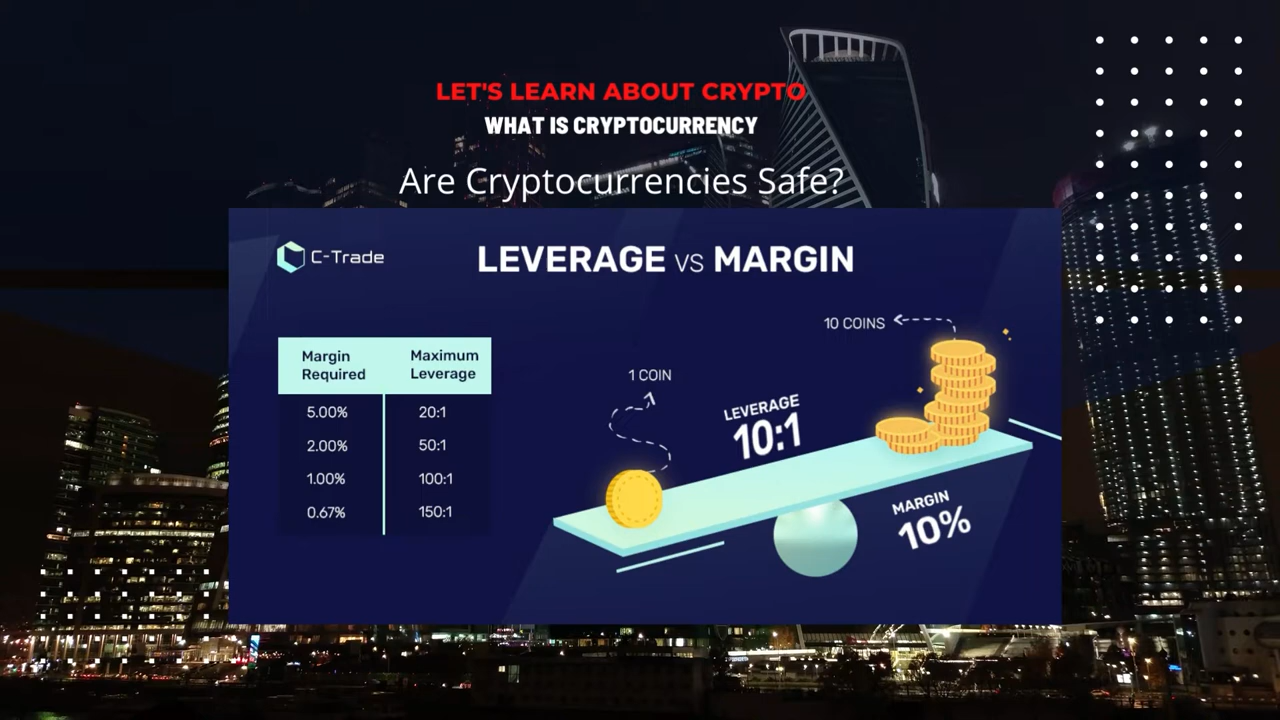 LET'S LEARN ABOUT CRYPTO
WHAT IS CRYPTOCURRENCY
Are Cryptocurrencies Safe?
C-Trade
LEVERAGE VS MARGIN
Margin Required
Maximum Leverage
5.00% 20:1
2.00% 50:1
1.00% 100:1
0.67% 150:1
1 COIN
10 COINS
LEVERAGE
10:1
MARGIN
10%